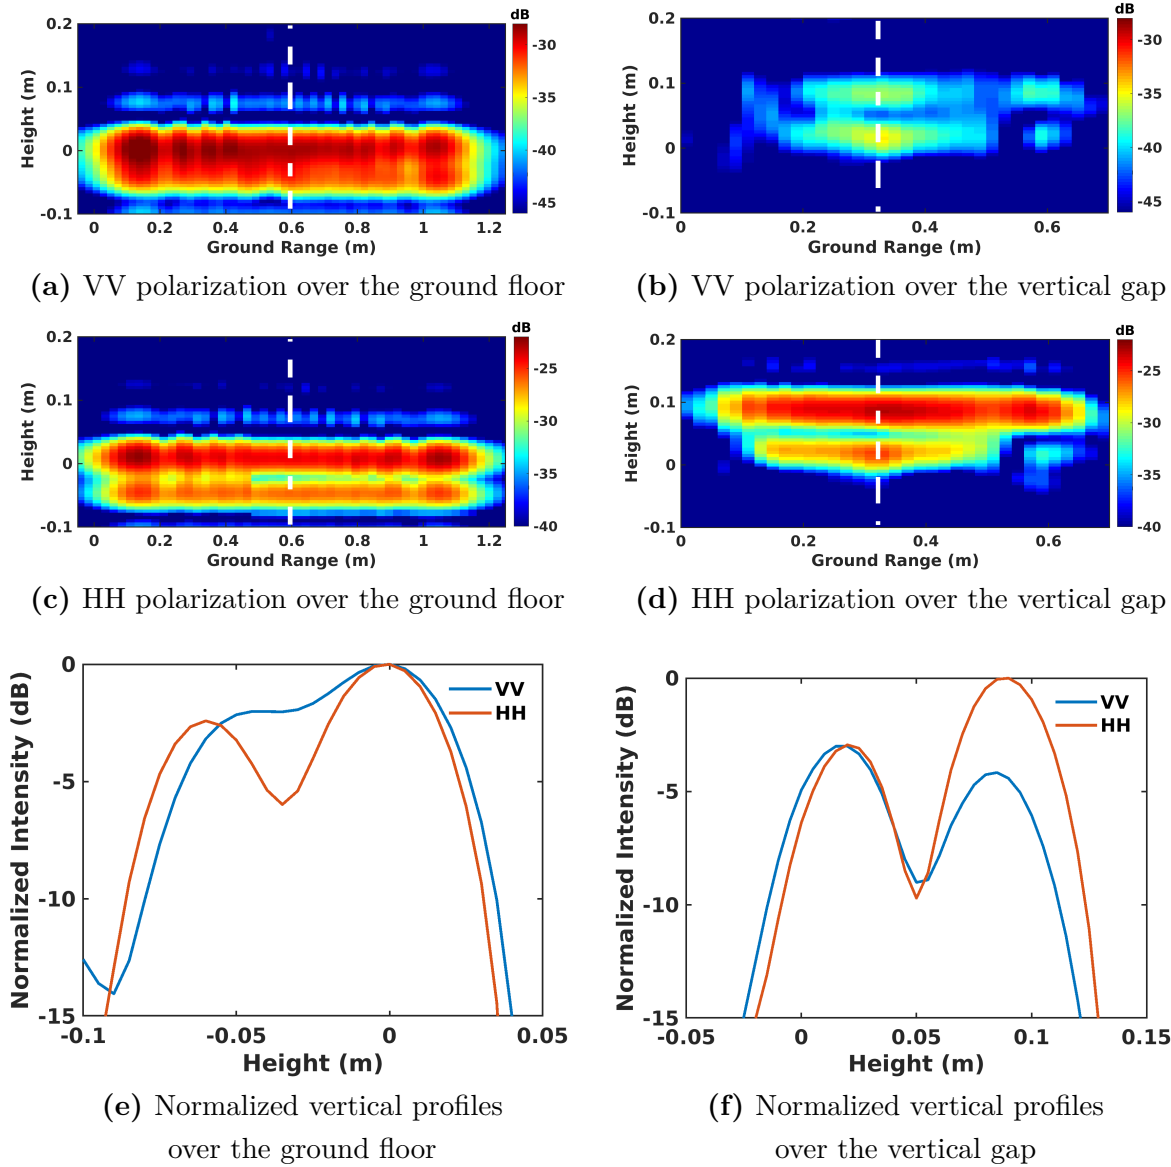 dB
0.2
0.1
0
-0.1
Height (m)
0 0.2 0.4 0.6 0.8 1 1.2
Ground Range (m)
-30
-35
-40
-45
(a) VV polarization over the ground floor
dB
0.2
0.1
0
-0.1
Height (m)
0 0.2 0.4 0.6
Ground Range (m)
-30
-35
-40
-45
(b) VV polarization over the vertical gap
dB
0.2
0.1
0
-0.1
Height (m)
0 0.2 0.4 0.6 0.8 1 1.2
Ground Range (m)
-25
-30
-35
-40
(c) HH polarization over the ground floor
dB
0.2
0.1
0
-0.1
Height (m)
0 0.2 0.4 0.6
Ground Range (m)
-25
-30
-35
-40
(d) HH polarization over the vertical gap
0
-5
-10
-15
Normalized Intensity (dB)
VV
HH
-0.1 -0.05 0 0.05
Height (m)
(e) Normalized vertical profiles
over the ground floor
0
-5
-10
-15
Normalized Intensity (dB)
VV
HH
-0.05 0 0.05 0.1 0.15
Height (m)
(f) Normalized vertical profiles
over the vertical gap